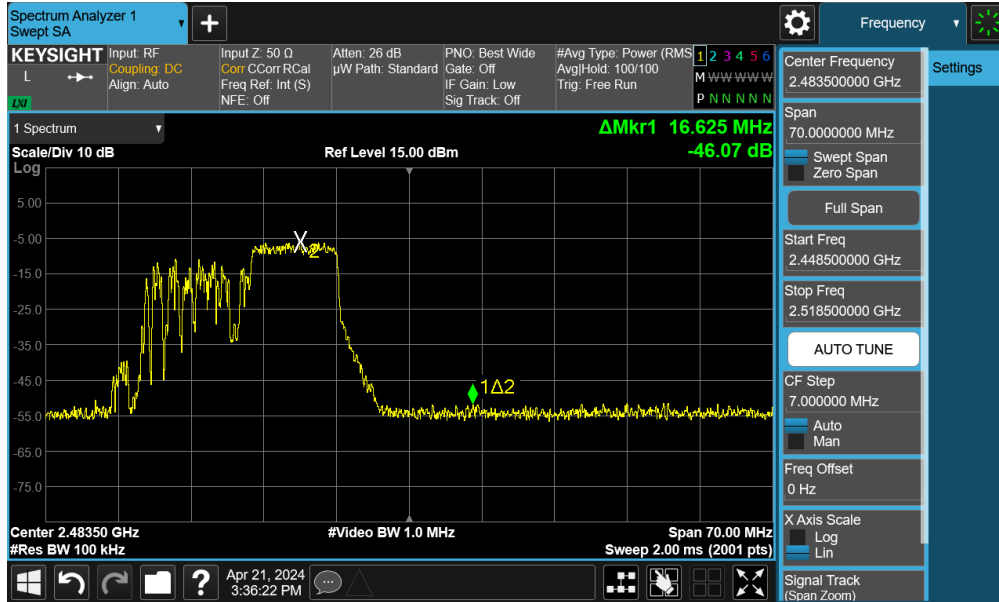 Spectrum Analyzer 1
Swept SA
Frequency
KEYSIGHT
L
LXI
Input: RF
Coupling: DC
Align: Auto
Input Z: 50 Ω
Corr CCorr RCal
Freq Ref: Int (S)
NFE: Off
Atten: 26 dB
µW Path: Standard
PNO: Best Wide
Gate: Off
IF Gain: Low
Sig Track: Off
#Avg Type: Power (RMS
Avg|Hold: 100/100
Trig: Free Run
1 2 3 4 5 6
M W W W W W
P N N N N N
1 Spectrum
Scale/Div 10 dB
Ref Level 15.00 dBm
ΔMkr1 16.625 MHz
-46.07 dB
Log
5.00
-5.00
-15.0
-25.0
-35.0
-45.0
-55.0
-65.0
-75.0
X
2
1Δ2
Center 2.48350 GHz
#Video BW 1.0 MHz
Span 70.00 MHz
#Res BW 100 kHz
Sweep 2.00 ms (2001 pts)
Apr 21, 2024
3:36:22 PM
Center Frequency
2.483500000 GHz
Settings
Span
70.0000000 MHz
Swept Span
Zero Span
Full Span
Start Freq
2.448500000 GHz
Stop Freq
2.518500000 GHz
AUTO TUNE
CF Step
7.000000 MHz
Auto
Man
Freq Offset
0 Hz
X Axis Scale
Log
Lin
Signal Track
(Span Zoom)